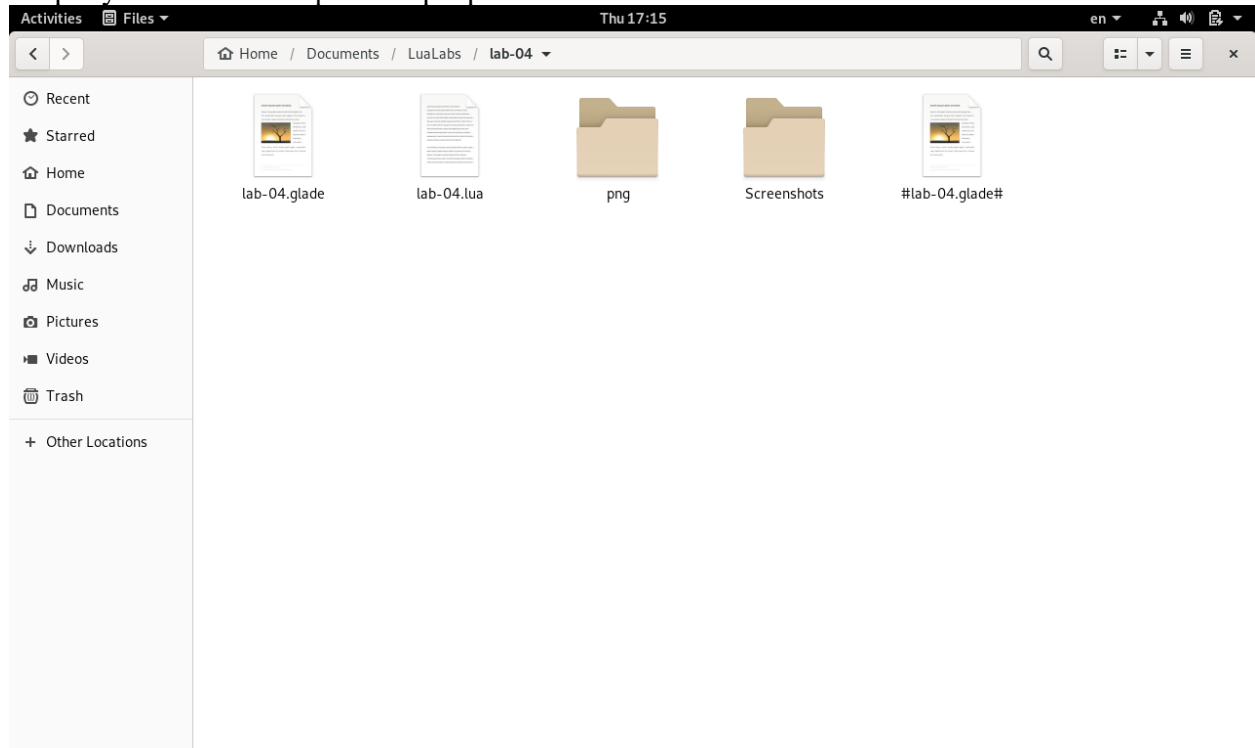 Activities Files Thu 17:15 en
Home / Documents / LuaLabs / lab-04
Recent
Starred
Home
Documents
Downloads
Music
Pictures
Videos
Trash
+ Other Locations
lab-04.glade lab-04.lua png Screenshots #lab-04.glade#